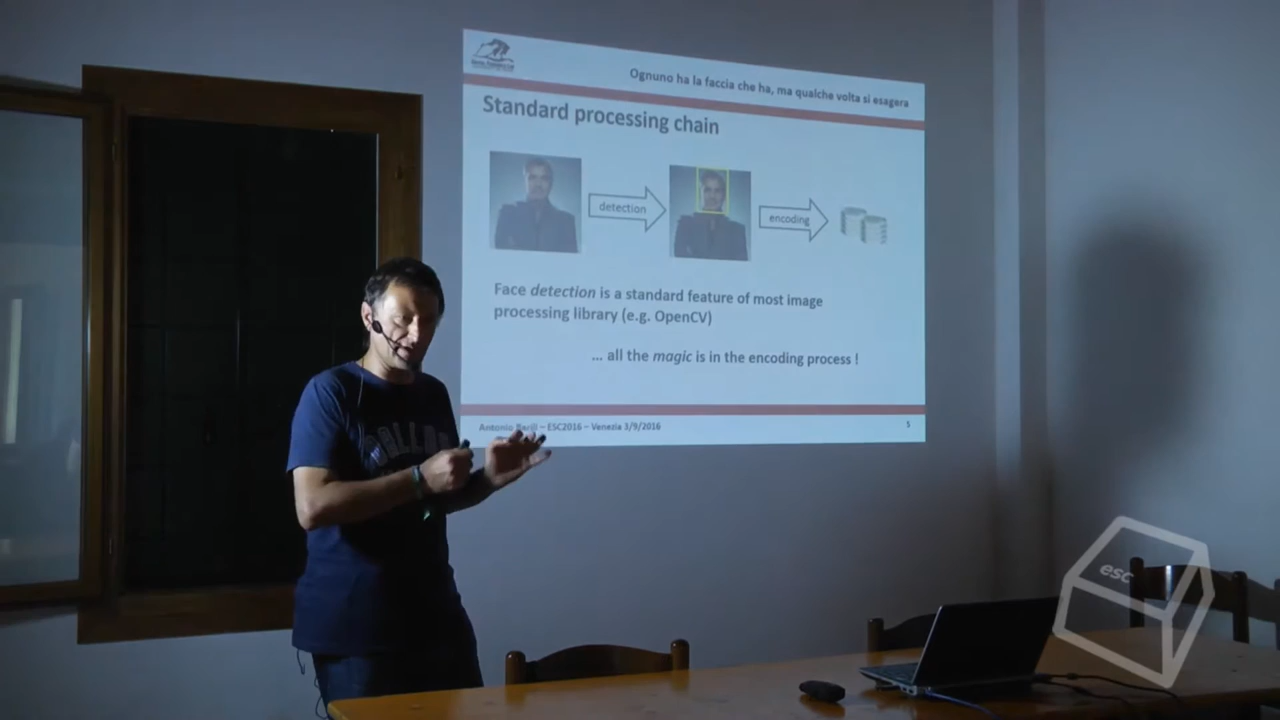 Ognuno ha la faccia che ha, ma qualche volta si esagera
Standard processing chain
detection
encoding
Face detection is a standard feature of most image
processing library (e.g. OpenCV)
... all the magic is in the encoding process !
Antonio Barili – ESC2016 – Venezia 3/9/2016
5
esc